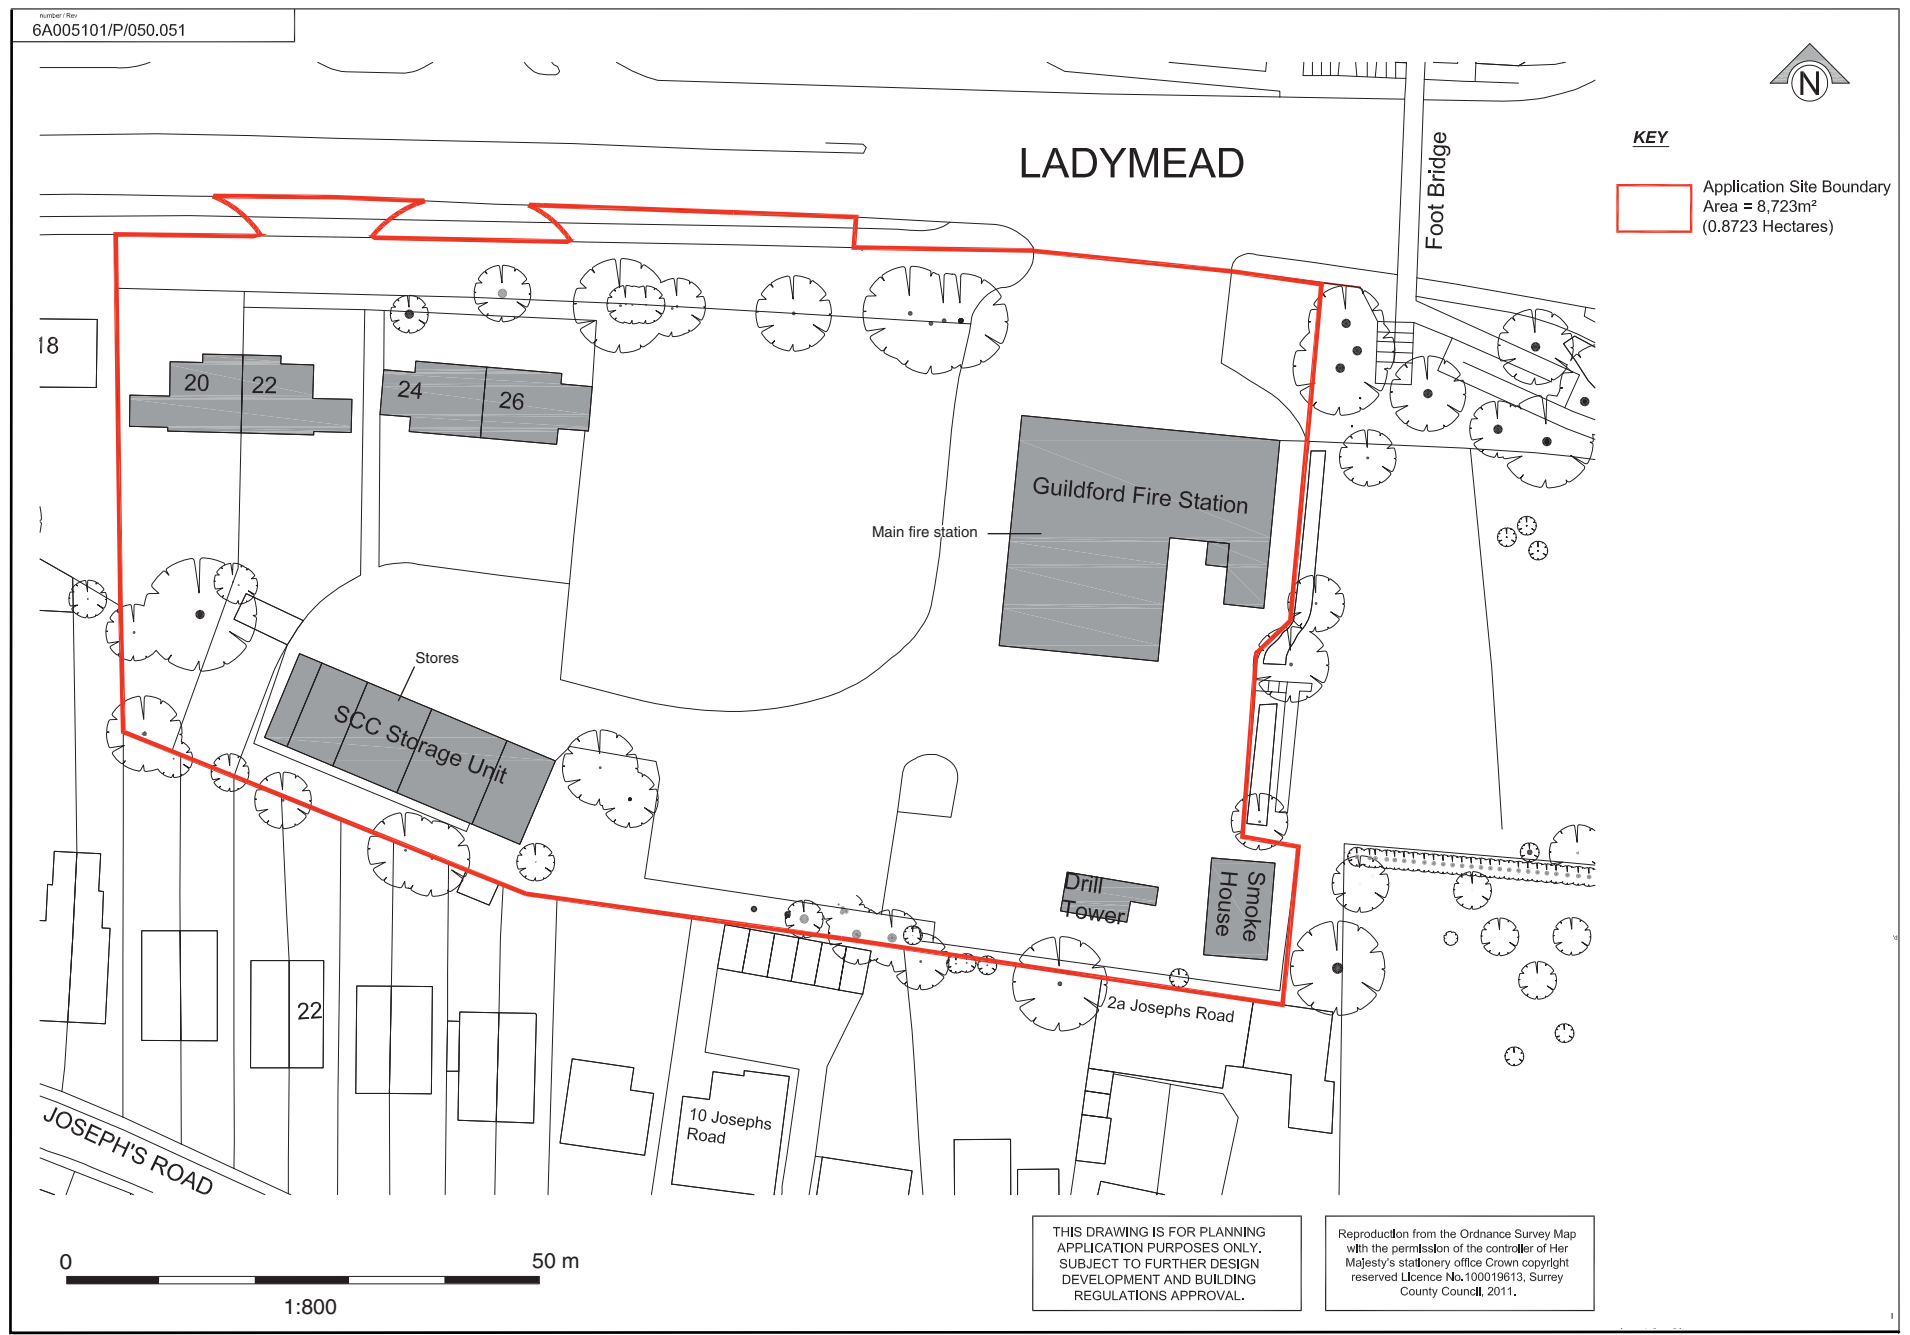 number / Rev
6A005101/P/050.051
N
LADYMEAD
Foot Bridge
KEY
Application Site Boundary
Area = 8,723m²
(0.8723 Hectares)
18
20
22
24
26
Guildford Fire Station
Main fire station
Stores
SCC Storage Unit
Drill
Tower
Smoke
House
2a Josephs Road
22
10 Josephs
Road
JOSEPH'S ROAD
0
50 m
1:800
THIS DRAWING IS FOR PLANNING
APPLICATION PURPOSES ONLY.
SUBJECT TO FURTHER DESIGN
DEVELOPMENT AND BUILDING
REGULATIONS APPROVAL.
Reproduction from the Ordnance Survey Map
with the permission of the controller of Her
Majesty's stationery office Crown copyright
reserved Licence No.100019613, Surrey
County Council, 2011.